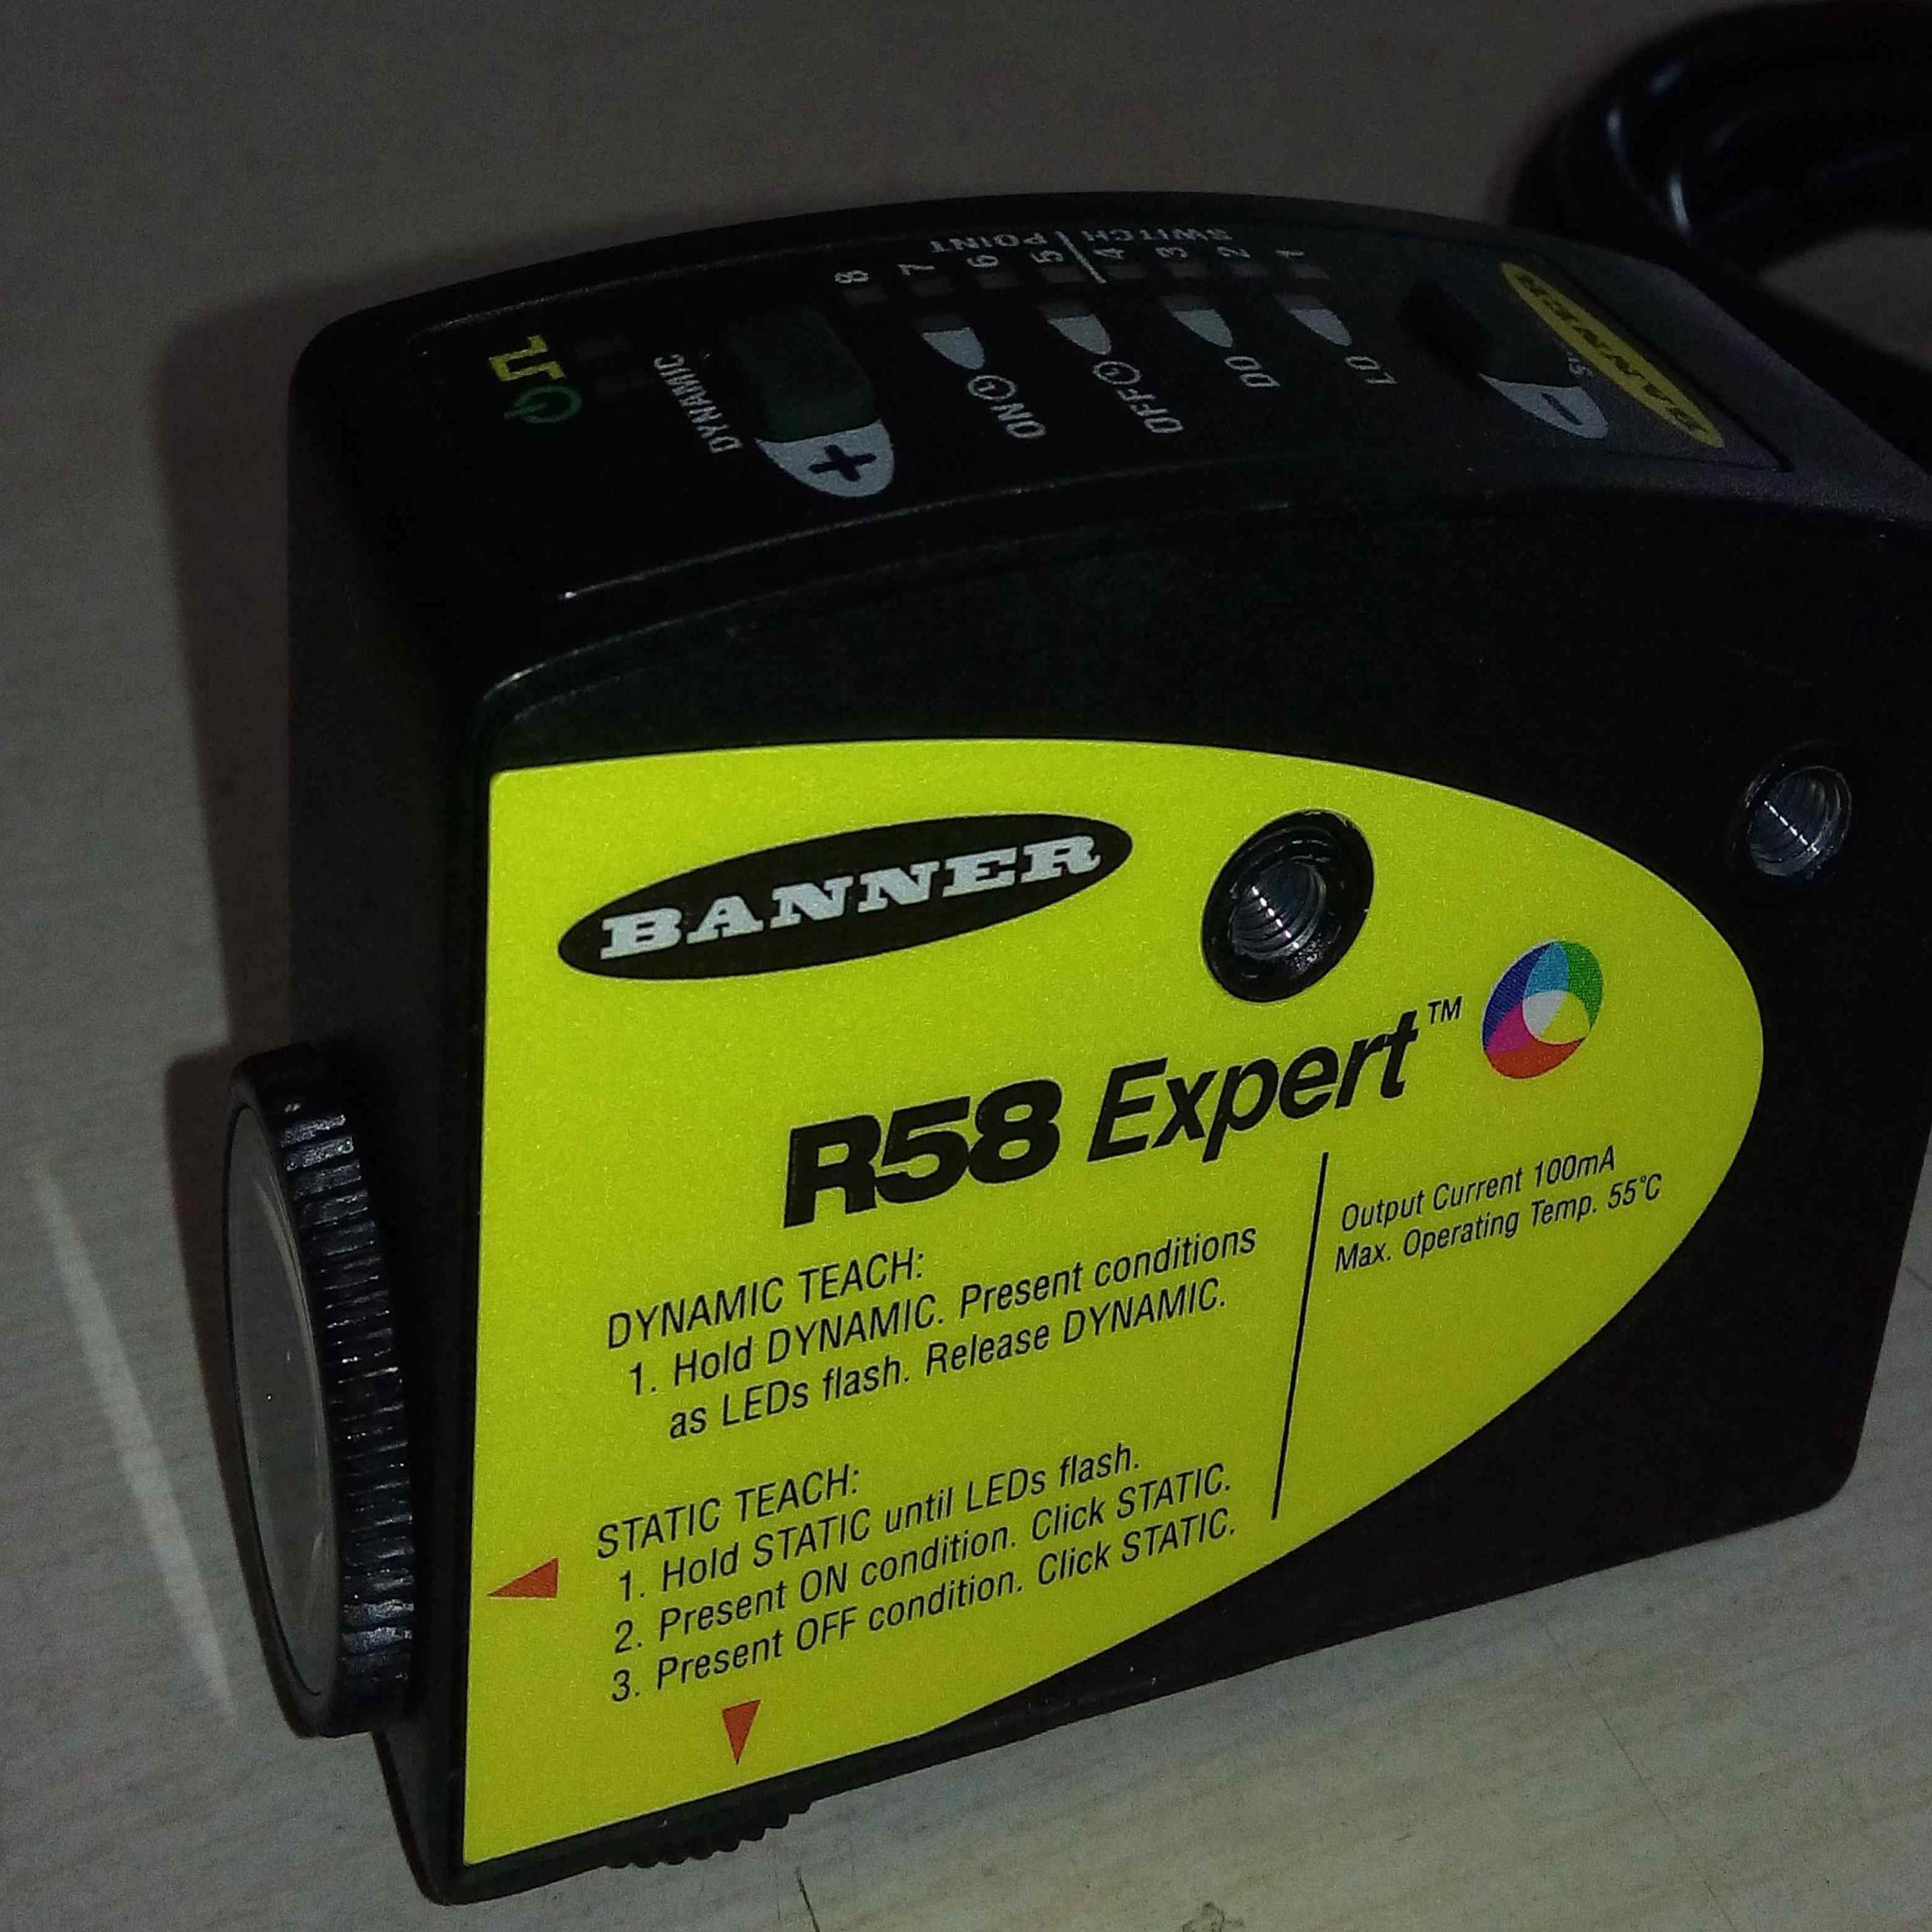 SWITCH POINT
8 7 6 5 4 3 2 1
DYNAMIC
+
ON
OFF
DO
LO
BANNER
BANNER
R58 Expert™
Output Current 100mA
Max. Operating Temp. 55°C
DYNAMIC TEACH:
1. Hold DYNAMIC. Present conditions
as LEDs flash. Release DYNAMIC.
STATIC TEACH:
1. Hold STATIC until LEDs flash.
2. Present ON condition. Click STATIC.
3. Present OFF condition. Click STATIC.